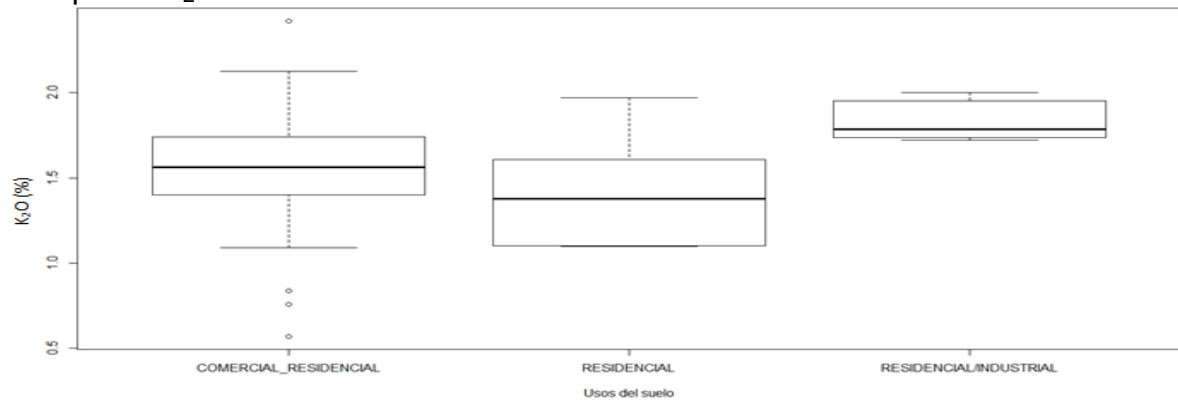 K₂O (%)
2.0
1.5
1.0
0.5
COMERCIAL_RESIDENCIAL RESIDENCIAL RESIDENCIAL/INDUSTRIAL
Usos del suelo